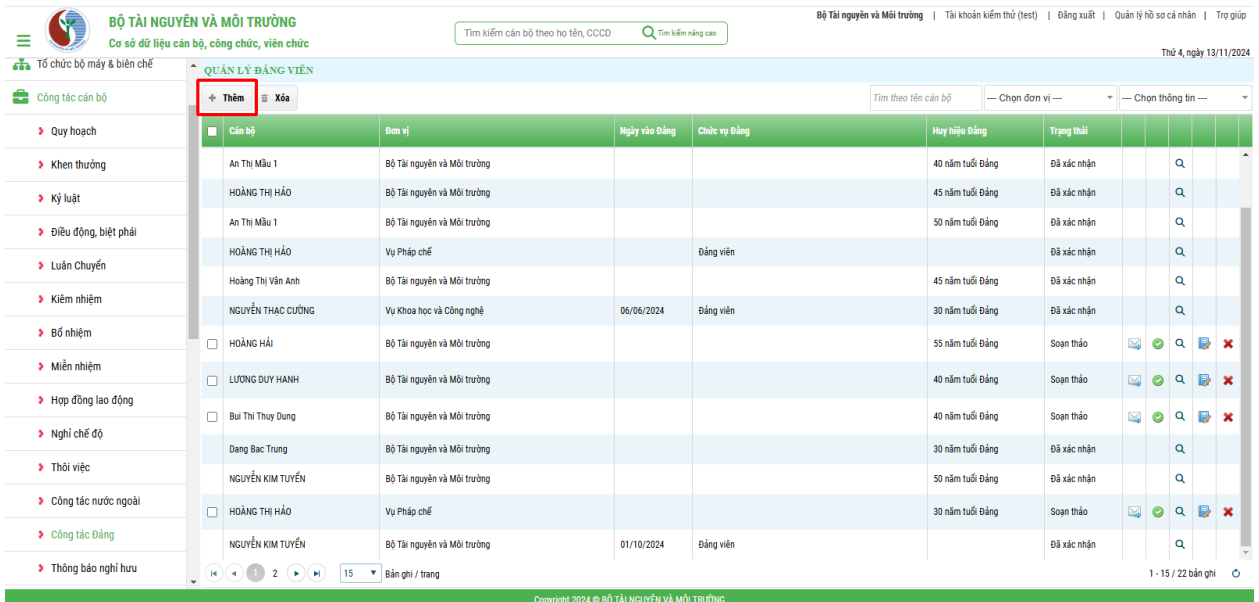 BỘ TÀI NGUYÊN VÀ MÔI TRƯỜNG
Cơ sở dữ liệu cán bộ, công chức, viên chức
Tìm kiếm cán bộ theo họ tên, CCCD Tìm kiếm nâng cao
Bộ Tài nguyên và Môi trường | Tài khoản kiểm thử (test) | Đăng xuất | Quản lý hồ sơ cá nhân | Trợ giúp
Thứ 4, ngày 13/11/2024
Tổ chức bộ máy & biên chế
Công tác cán bộ
Quy hoạch
Khen thưởng
Kỷ luật
Điều động, biệt phái
Luân Chuyển
Kiêm nhiệm
Bổ nhiệm
Miễn nhiệm
Hợp đồng lao động
Nghỉ chế độ
Thôi việc
Công tác nước ngoài
Công tác Đảng
Thông báo nghỉ hưu
QUẢN LÝ ĐẢNG VIÊN
+ Thêm Xóa Tìm theo tên cán bộ --- Chọn đơn vị --- --- Chọn thông tin ---
Cán bộ Đơn vị Ngày vào Đảng Chức vụ Đảng Huy hiệu Đảng Trạng thái
An Thị Mầu 1 Bộ Tài nguyên và Môi trường 40 năm tuổi Đảng Đã xác nhận
HOÀNG THỊ HẢO Bộ Tài nguyên và Môi trường 45 năm tuổi Đảng Đã xác nhận
An Thị Mầu 1 Bộ Tài nguyên và Môi trường 50 năm tuổi Đảng Đã xác nhận
HOÀNG THỊ HẢO Vụ Pháp chế Đảng viên Đã xác nhận
Hoàng Thị Vân Anh Bộ Tài nguyên và Môi trường 45 năm tuổi Đảng Đã xác nhận
NGUYỄN THẠC CƯỜNG Vụ Khoa học và Công nghệ 06/06/2024 Đảng viên 30 năm tuổi Đảng Đã xác nhận
HOÀNG HẢI Bộ Tài nguyên và Môi trường 55 năm tuổi Đảng Soạn thảo
LƯƠNG DUY HANH Bộ Tài nguyên và Môi trường 40 năm tuổi Đảng Soạn thảo
Bui Thi Thuy Dung Bộ Tài nguyên và Môi trường 40 năm tuổi Đảng Soạn thảo
Dang Bac Trung Bộ Tài nguyên và Môi trường 30 năm tuổi Đảng Đã xác nhận
NGUYỄN KIM TUYỂN Bộ Tài nguyên và Môi trường 50 năm tuổi Đảng Đã xác nhận
HOÀNG THỊ HẢO Vụ Pháp chế 30 năm tuổi Đảng Soạn thảo
NGUYỄN KIM TUYỂN Bộ Tài nguyên và Môi trường 01/10/2024 Đảng viên Đã xác nhận
1 2 15 Bản ghi / trang 1 - 15 / 22 bản ghi
Copyright 2024 © BỘ TÀI NGUYÊN VÀ MÔI TRƯỜNG